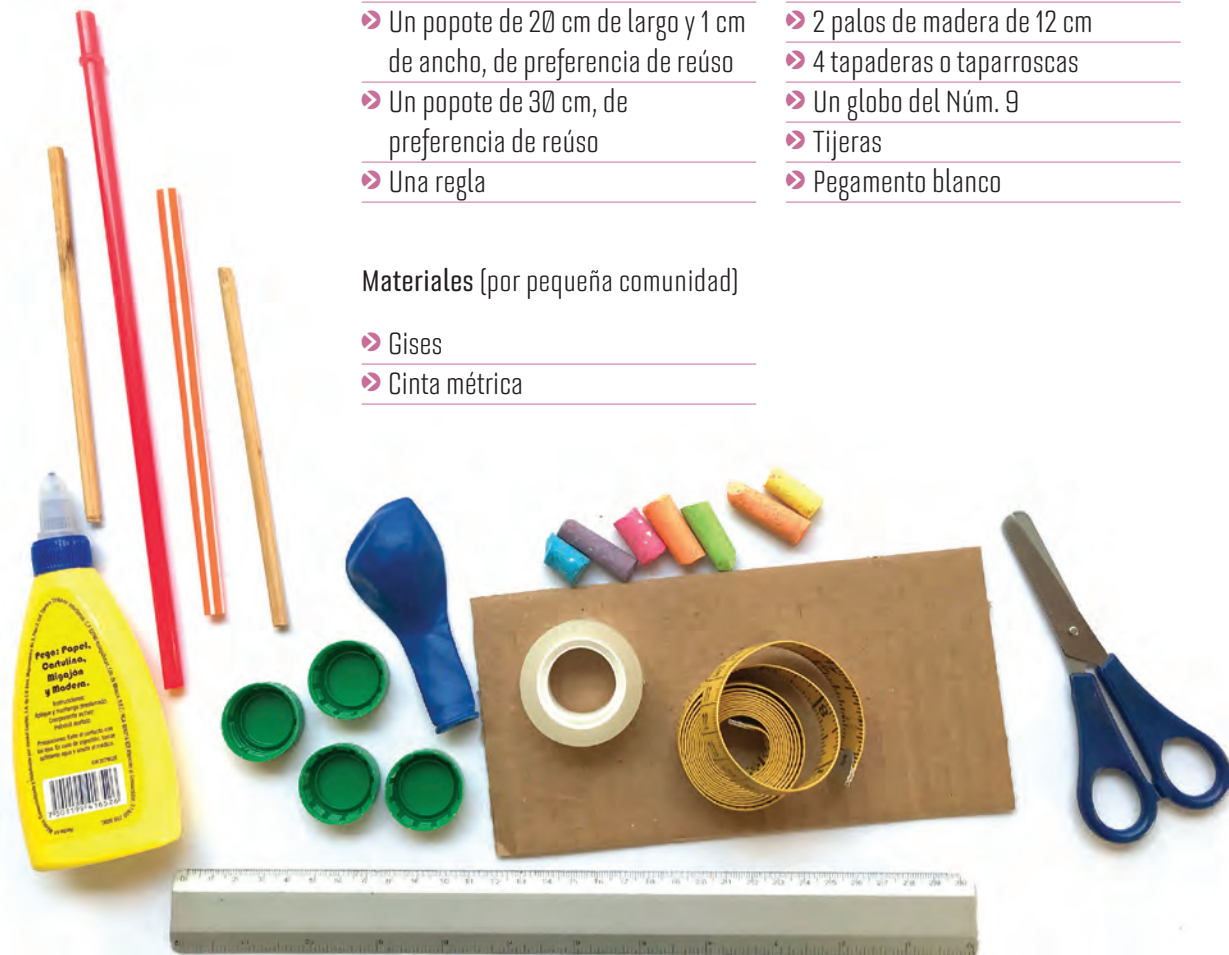 Un popote de 20 cm de largo y 1 cm
de ancho, de preferencia de reúso
Un popote de 30 cm, de
preferencia de reúso
Una regla
2 palos de madera de 12 cm
4 tapaderas o taparroscas
Un globo del Núm. 9
Tijeras
Pegamento blanco
Materiales (por pequeña comunidad)
Gises
Cinta métrica
Pega: Papel,
Cartulina,
Migajón
y Madera.